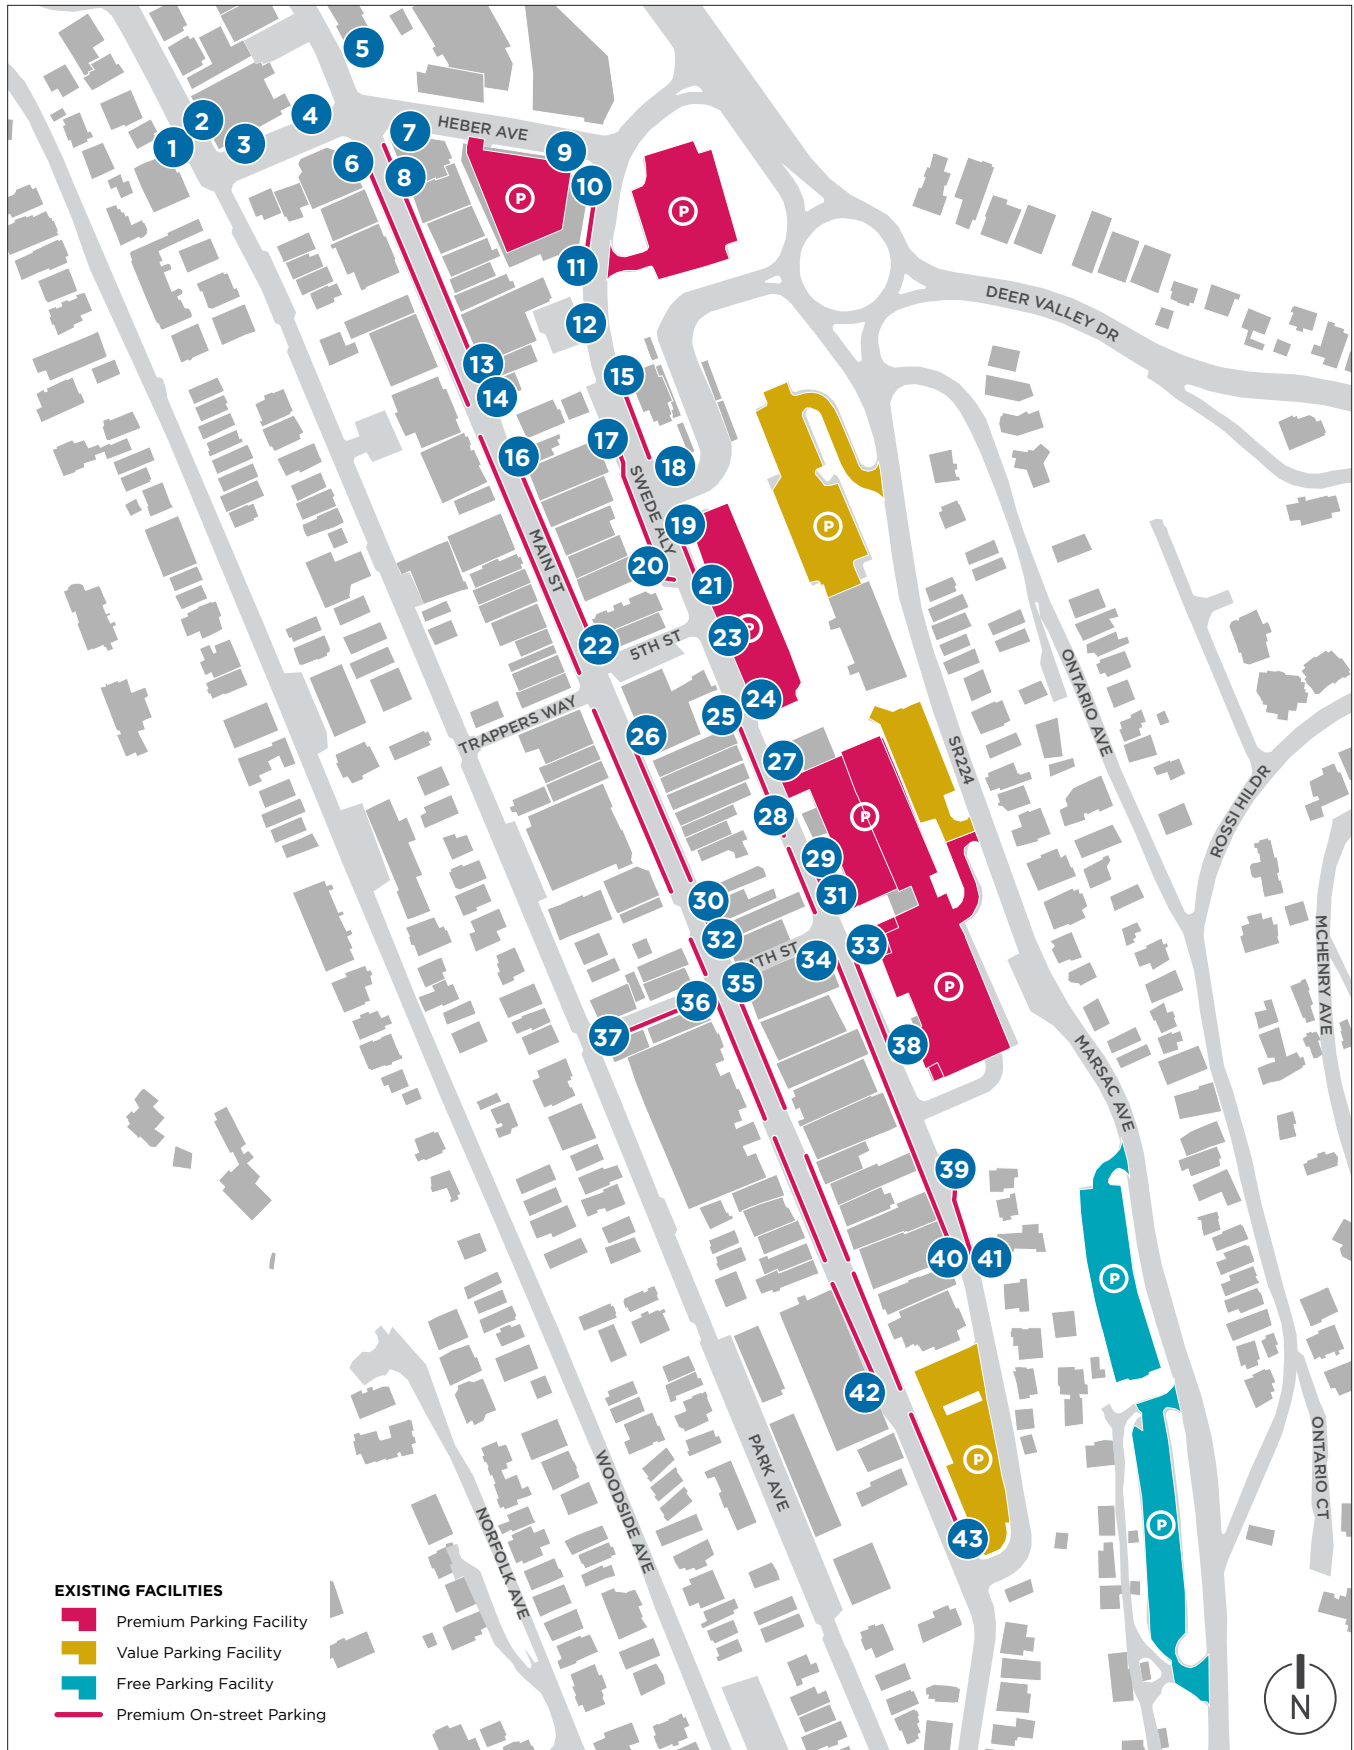 5
2
4
1
3
7
HEBER AVE
6
8
9
10
P
P
11
12
DEER VALLEY DR
13
14
15
16
17
18
SWEDE ALY
19
P
MAIN ST
20
21
22
5TH ST
23
P
ONTARIO AVE
24
25
TRAPPERS WAY
26
27
SR224
28
P
ROSSI HILDR
29
31
30
32
4TH ST
34
33
35
36
37
P
38
MCHENRY AVE
MARSAC AVE
39
40
41
P
42
P
43
P
PARK AVE
WOODSIDE AVE
NORFOLK AVE
ONTARIO CT
EXISTING FACILITIES
Premium Parking Facility
Value Parking Facility
Free Parking Facility
Premium On-street Parking
N